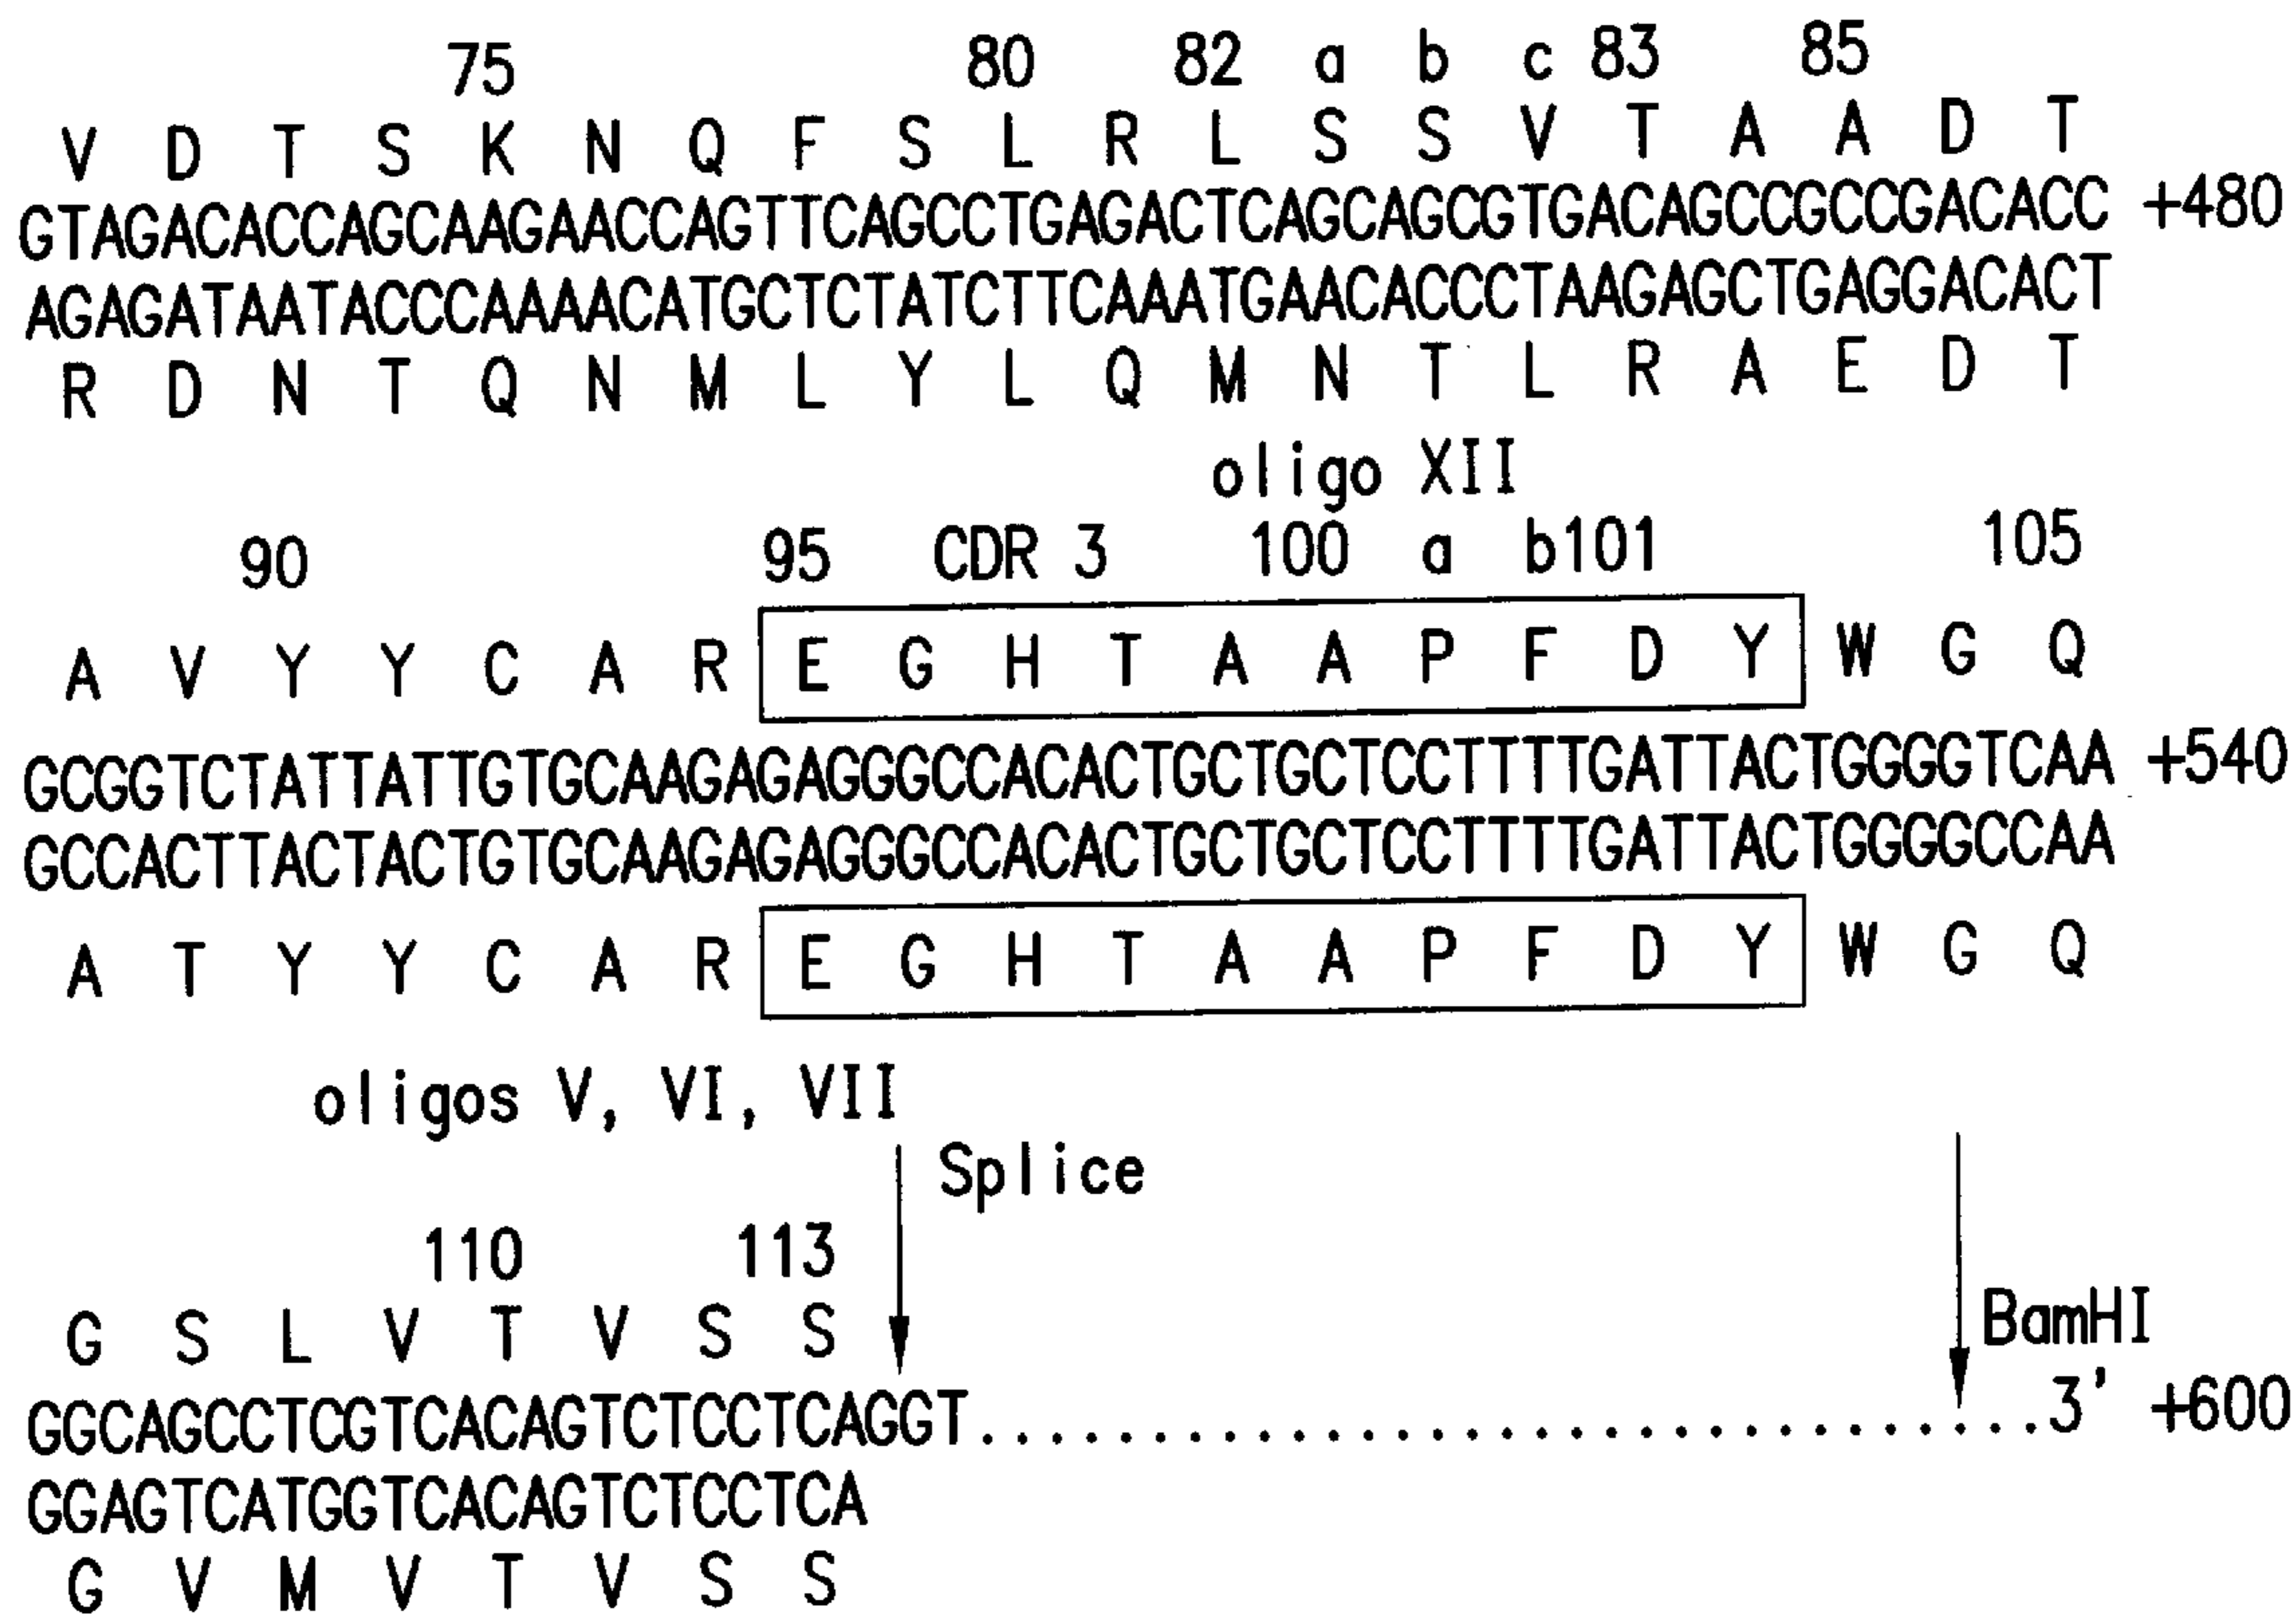 75 80 82 a b c 83 85
V D T S K N Q F S L R L S S V T A A D T
GTAGACACCAGCAAGAACCAGTTCAGCCTGAGACTCAGCAGCGTGACAGCCGCCGACACC +480
AGAGATAATACCCAAAACATGCTCTATCTTCAAATGAACACCCTAAGAGCTGAGGACACT
R D N T Q N M L Y L Q M N T L R A E D T
oligo XII
90 95 CDR 3 100 a b101 105
A V Y Y C A R E G H T A A P F D Y W G Q
GCGGTCTATTATTGTGCAAGAGAGGGCCACACTGCTGCTCCTTTTGATTACTGGGGTCAA +540
GCCACTTACTACTGTGCAAGAGAGGGCCACACTGCTGCTCCTTTTGATTACTGGGGCCAA
A T Y Y C A R E G H T A A P F D Y W G Q
oligos V, VI, VII
Splice
110 113
BamHI
G S L V T V S S
GGCAGCCTCGTCACAGTCTCCTCAGGT...............................3' +600
GGAGTCATGGTCACAGTCTCCTCA
G V M V T V S S